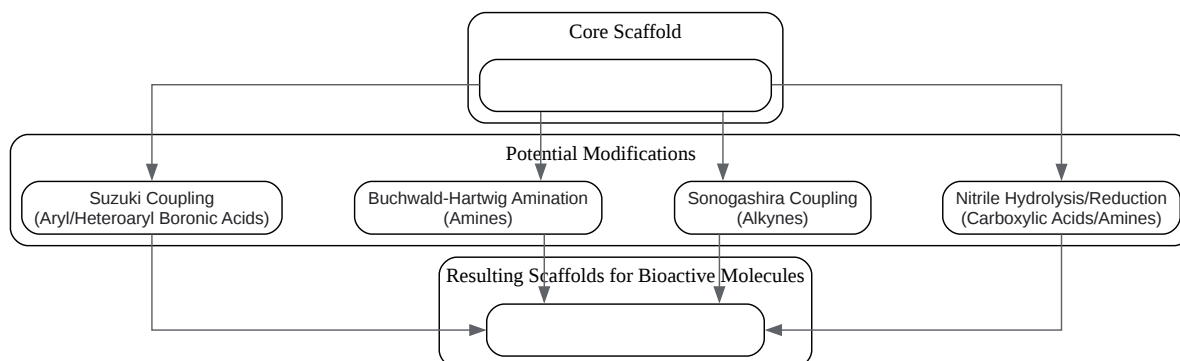 Core Scaffold
Potential Modifications
Suzuki Coupling
(Aryl/Heteroaryl Boronic Acids)
Buchwald-Hartwig Amination
(Amines)
Sonogashira Coupling
(Alkynes)
Nitrile Hydrolysis/Reduction
(Carboxylic Acids/Amines)
Resulting Scaffolds for Bioactive Molecules